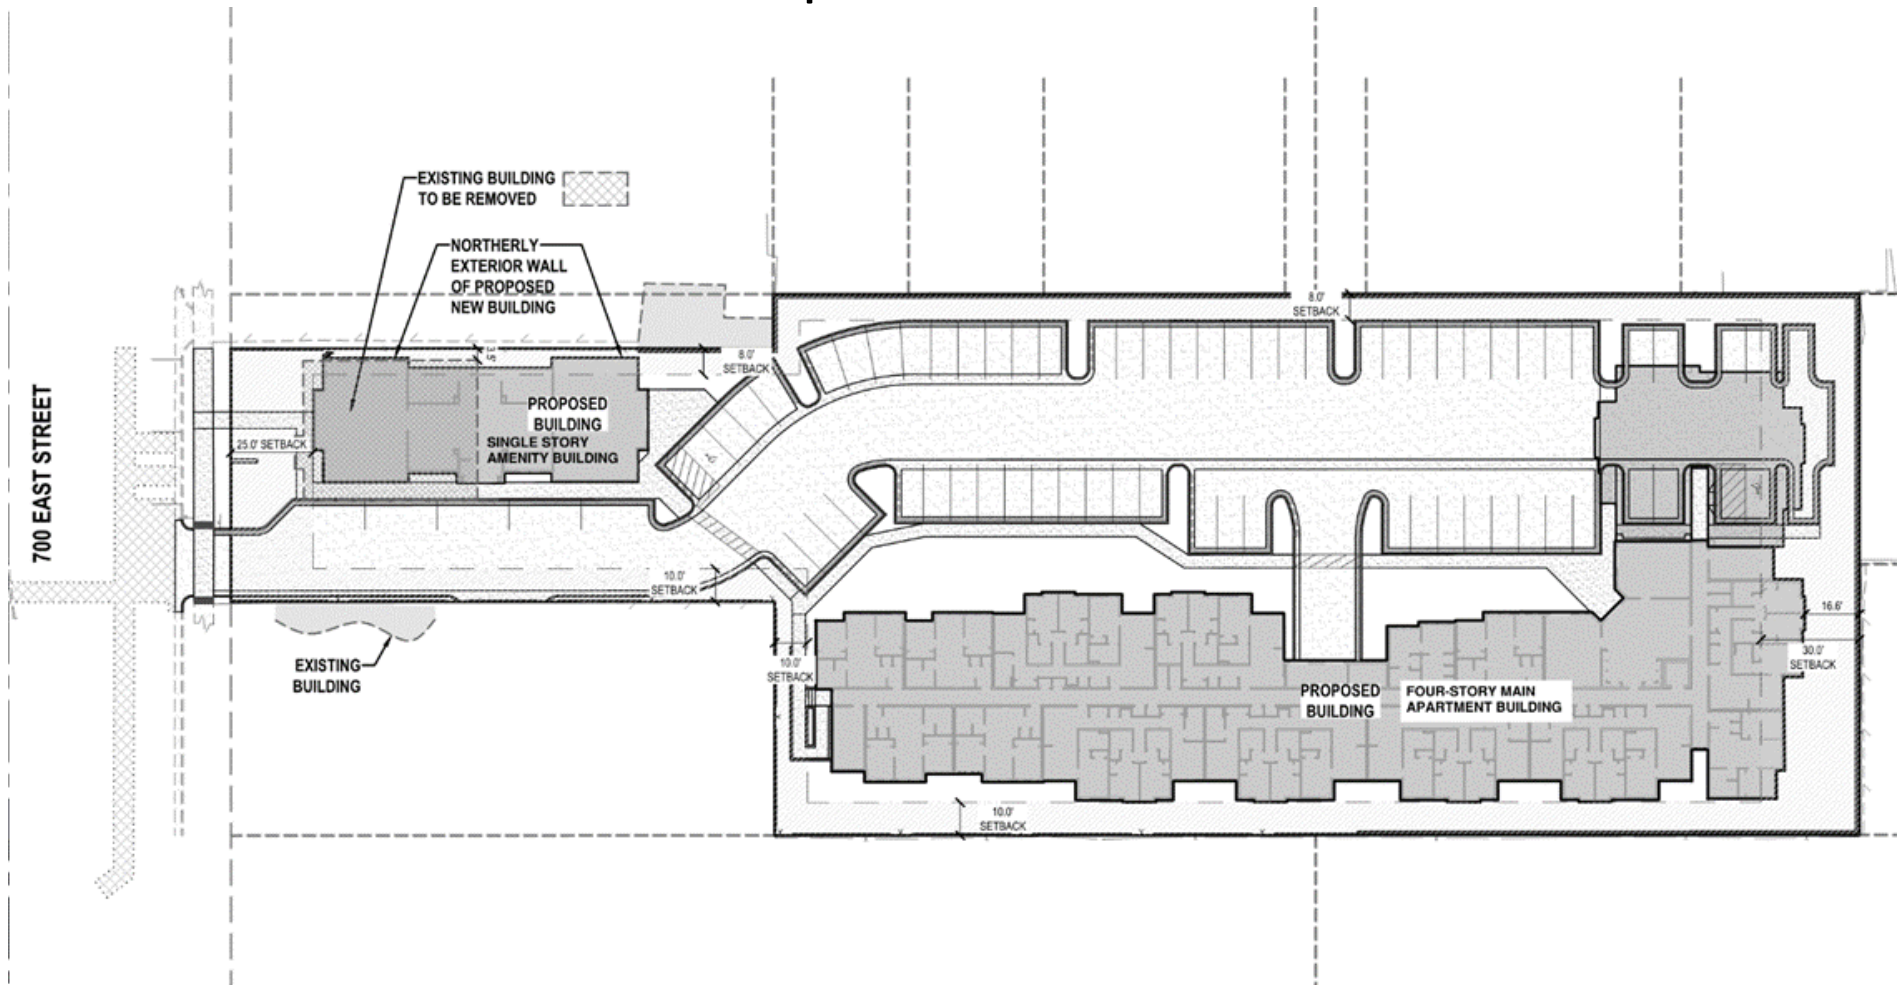 EXISTING BUILDING
TO BE REMOVED
NORTHERLY
EXTERIOR WALL
OF PROPOSED
NEW BUILDING
8.0'
SETBACK
3.5'
8.0'
SETBACK
700 EAST STREET
PROPOSED
BUILDING
SINGLE STORY
AMENITY BUILDING
25.0' SETBACK
10.0'
SETBACK
EXISTING
BUILDING
10.0'
SETBACK
16.6'
30.0'
SETBACK
PROPOSED
BUILDING
FOUR-STORY MAIN
APARTMENT BUILDING
10.0'
SETBACK